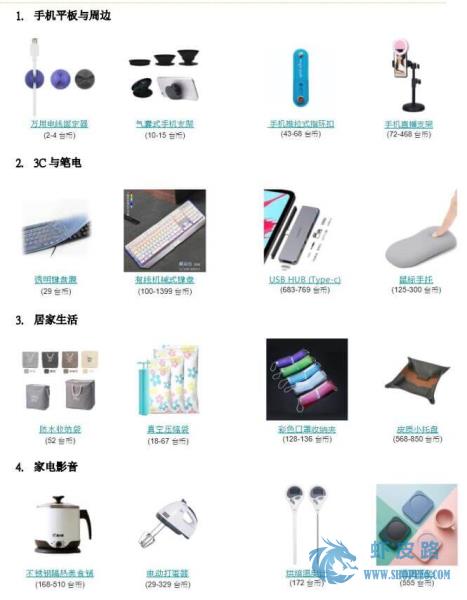 1. 手机平板与周边
万用电线固定器
(2-4 台币)
气囊式手机支架
(10-15 台币)
手机推拉式指环扣
(43-68 台币)
手机直播支架
(72-468 台币)
2. 3C 与笔电
透明键盘膜
(29 台币)
有线机械式键盘
(100-1399 台币)
USB HUB (Type-c)
(683-769 台币)
鼠标手托
(125-300 台币)
3. 居家生活
防水收纳袋
(52 台币)
真空压缩袋
(18-67 台币)
彩色口罩收纳夹
(128-136 台币)
皮质小托盘
(568-850 台币)
4. 家电影音
不锈钢隔热美食锅
(168-510 台币)
电动打蛋器
(29-329 台币)
烘焙温
(172 台币)
(555 台币)
虾皮路
WWW.SHOPPE6.COM